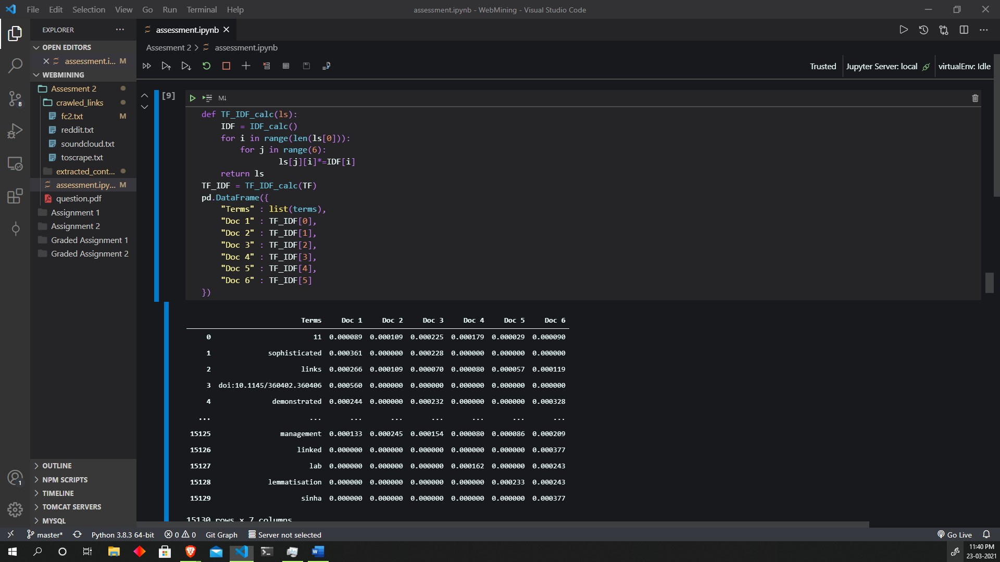 File Edit Selection View Go Run Terminal Help
assessment.ipynb - WebMining - Visual Studio Code
EXPLORER
OPEN EDITORS
assessment.i... M
WEBMINING
Assesment 2
crawled_links
fc2.txt M
reddit.txt
soundcloud.txt
toscrape.txt
extracted_cont...
assessment.ipy... M
question.pdf
Assignment 1
Assignment 2
Graded Assignment 1
Graded Assignment 2
OUTLINE
NPM SCRIPTS
TIMELINE
TOMCAT SERVERS
MYSQL
8
1
assessment.ipynb
Assesment 2 > assessment.ipynb
Trusted Jupyter Server: local virtualEnv: Idle
[9] M↓
def TF_IDF_calc(ls):
    IDF = IDF_calc()
    for i in range(len(ls[0])):
        for j in range(6):
                ls[j][i]*=IDF[i]
    return ls
TF_IDF = TF_IDF_calc(TF)
pd.DataFrame({
    "Terms" : list(terms),
    "Doc 1" : TF_IDF[0],
    "Doc 2" : TF_IDF[1],
    "Doc 3" : TF_IDF[2],
    "Doc 4" : TF_IDF[3],
    "Doc 5" : TF_IDF[4],
    "Doc 6" : TF_IDF[5]
})
Terms Doc 1 Doc 2 Doc 3 Doc 4 Doc 5 Doc 6
0 11 0.000089 0.000109 0.000225 0.000179 0.000029 0.000090
1 sophisticated 0.000361 0.000000 0.000228 0.000000 0.000000 0.000000
2 links 0.000266 0.000109 0.000070 0.000080 0.000057 0.000119
3 doi:10.1145/360402.360406 0.000560 0.000000 0.000000 0.000000 0.000000 0.000000
4 demonstrated 0.000244 0.000000 0.000232 0.000000 0.000000 0.000328
... ... ... ... ... ... ... ...
15125 management 0.000133 0.000245 0.000154 0.000080 0.000086 0.000209
15126 linked 0.000000 0.000000 0.000000 0.000000 0.000000 0.000377
15127 lab 0.000000 0.000000 0.000000 0.000162 0.000000 0.000243
15128 lemmatisation 0.000000 0.000000 0.000000 0.000000 0.000233 0.000243
15129 sinha 0.000000 0.000000 0.000000 0.000000 0.000000 0.000377
15130 rows × 7 columns
master* Python 3.8.3 64-bit 0 0 Git Graph Server not selected Go Live
W
11:40 PM
23-03-2021